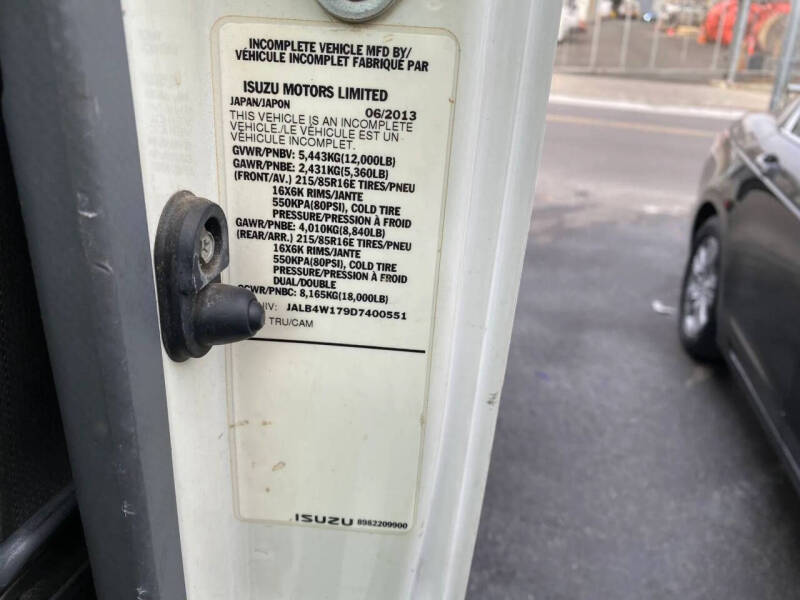 INCOMPLETE VEHICLE MFD BY/
VÉHICULE INCOMPLET FABRIQUÉ PAR
ISUZU MOTORS LIMITED
JAPAN/JAPON 06/2013
THIS VEHICLE IS AN INCOMPLETE
VEHICLE./LE VÉHICULE EST UN
VÉHICULE INCOMPLET.
GVWR/PNBV: 5,443KG(12,000LB)
GAWR/PNBE: 2,431KG(5,360LB)
(FRONT/AV.) 215/85R16E TIRES/PNEU
16X6K RIMS/JANTE
550KPA(80PSI), COLD TIRE
PRESSURE/PRESSION À FROID
GAWR/PNBE: 4,010KG(8,840LB)
(REAR/ARR.) 215/85R16E TIRES/PNEU
16X6K RIMS/JANTE
550KPA(80PSI), COLD TIRE
PRESSURE/PRESSION À FROID
DUAL/DOUBLE
GCWR/PNBC: 8,165KG(18,000LB)
NIV: JALB4W179D7400551
TRU/CAM
ISUZU 8982209900